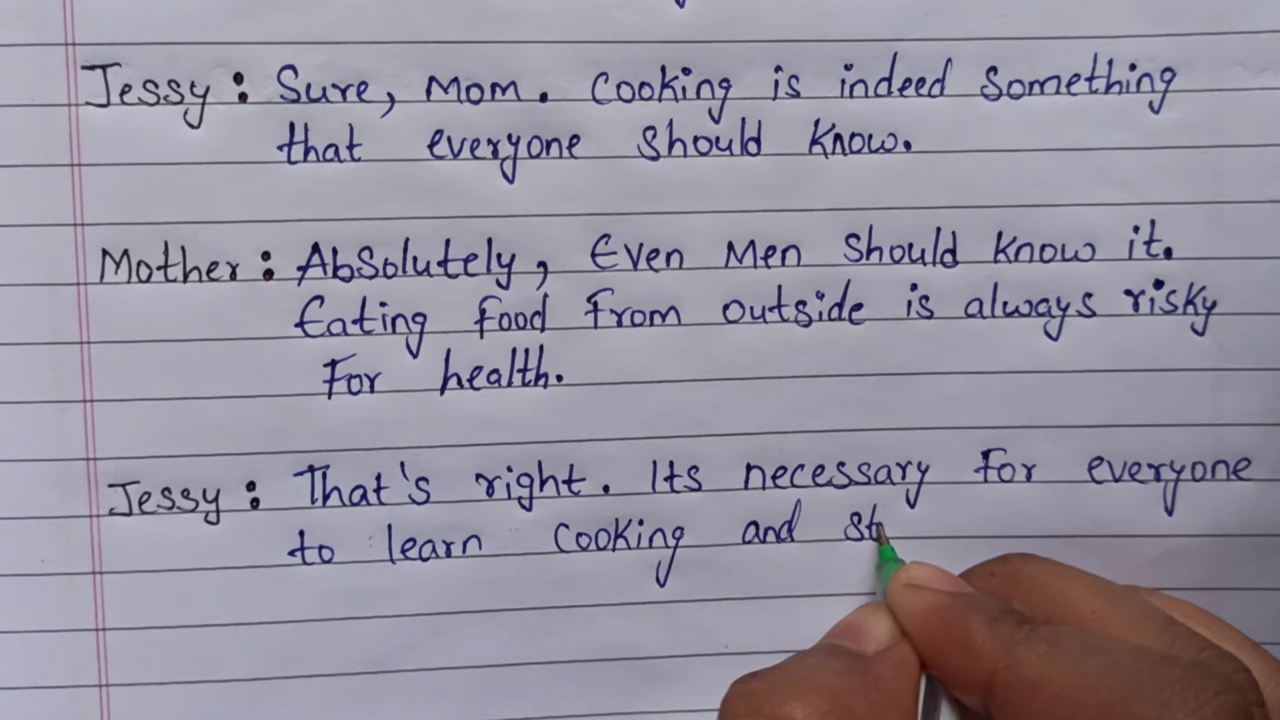 Jessy: Sure, Mom. Cooking is indeed something
that everyone should know.
Mother: Absolutely, Even Men should know it.
Eating food from outside is always risky
For health.
Jessy: That's right. Its necessary for everyone
to learn cooking and st